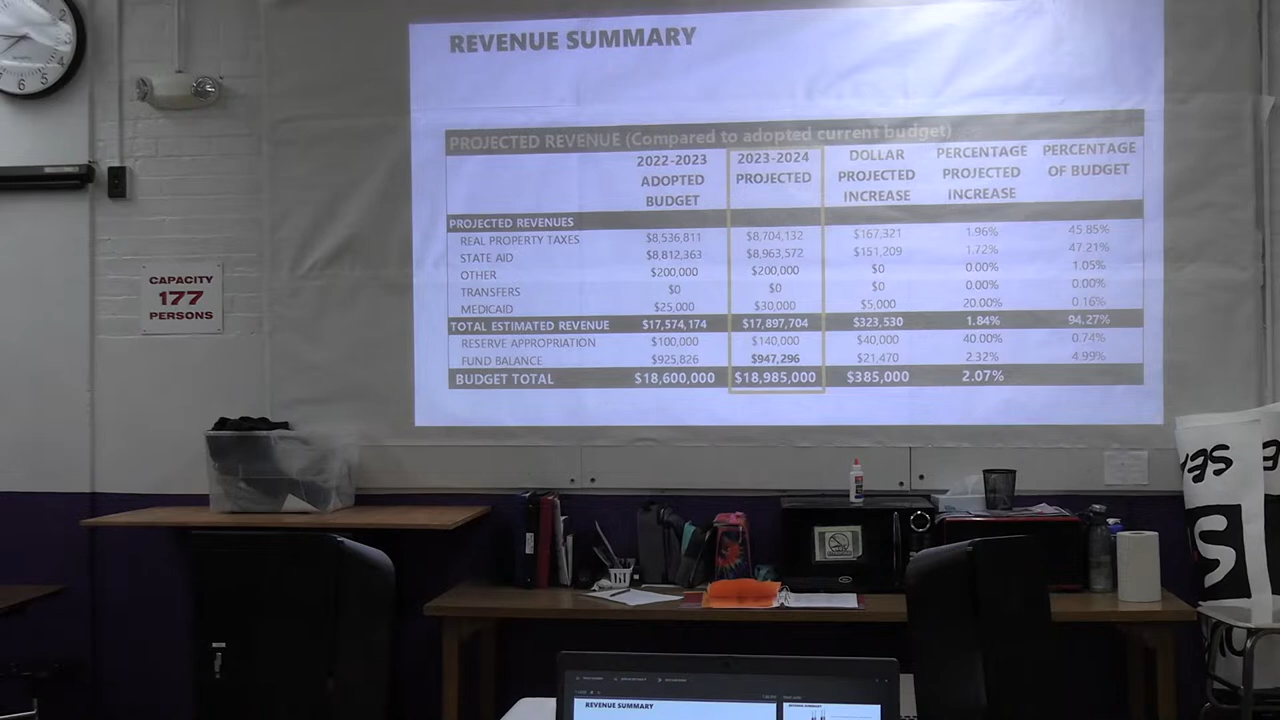 REVENUE SUMMARY
PROJECTED REVENUE (Compared to adopted current budget)
2022-2023 ADOPTED BUDGET 2023-2024 PROJECTED DOLLAR PROJECTED INCREASE PERCENTAGE PROJECTED INCREASE PERCENTAGE OF BUDGET
PROJECTED REVENUES
REAL PROPERTY TAXES $8,536,811 $8,704,132 $167,321 1.96% 45.85%
STATE AID $8,812,363 $8,963,572 $151,209 1.72% 47.21%
OTHER $200,000 $200,000 $0 0.00% 1.05%
TRANSFERS $0 $0 $0 0.00% 0.00%
MEDICAID $25,000 $30,000 $5,000 20.00% 0.16%
TOTAL ESTIMATED REVENUE $17,574,174 $17,897,704 $323,530 1.84% 94.27%
RESERVE APPROPRIATION $100,000 $140,000 $40,000 40.00% 0.74%
FUND BALANCE $925,826 $947,296 $21,470 2.32% 4.99%
BUDGET TOTAL $18,600,000 $18,985,000 $385,000 2.07%
CAPACITY
177
PERSONS
2
3
4
5
6
REVENUE SUMMARY